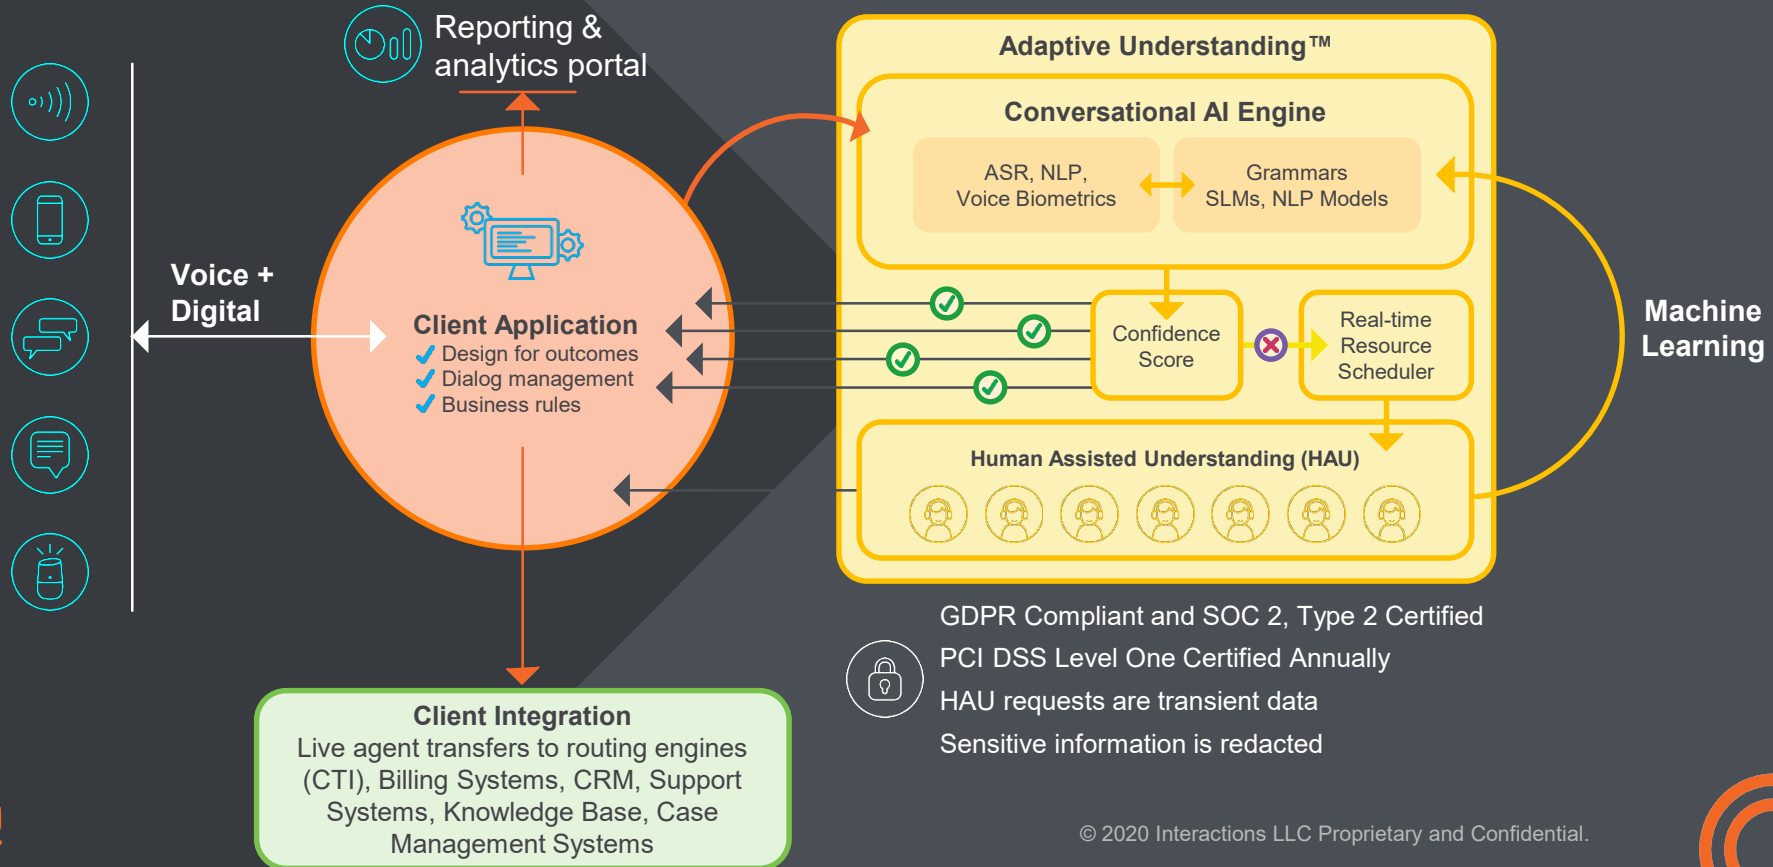 Reporting &
analytics portal
Voice +
Digital
Client Application
Design for outcomes
Dialog management
Business rules
Client Integration
Live agent transfers to routing engines
(CTI), Billing Systems, CRM, Support
Systems, Knowledge Base, Case
Management Systems
Adaptive Understanding™
Conversational AI Engine
ASR, NLP,
Voice Biometrics
Grammars
SLMs, NLP Models
Confidence
Score
Real-time
Resource
Scheduler
Human Assisted Understanding (HAU)
Machine
Learning
GDPR Compliant and SOC 2, Type 2 Certified
PCI DSS Level One Certified Annually
HAU requests are transient data
Sensitive information is redacted
© 2020 Interactions LLC Proprietary and Confidential.